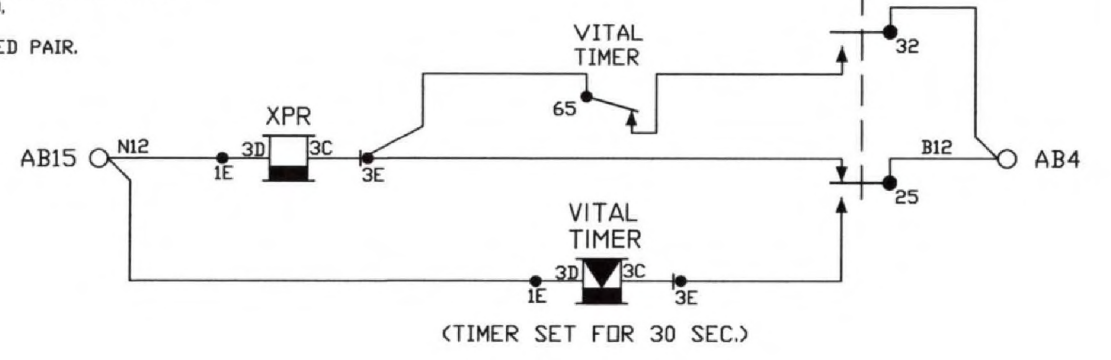 ED PAIR.
VITAL
TIMER
32
65
XPR
AB15
N12
3D
3C
1E
3E
B12
AB4
25
VITAL
TIMER
3D
3C
1E
3E
(TIMER SET FOR 30 SEC.)